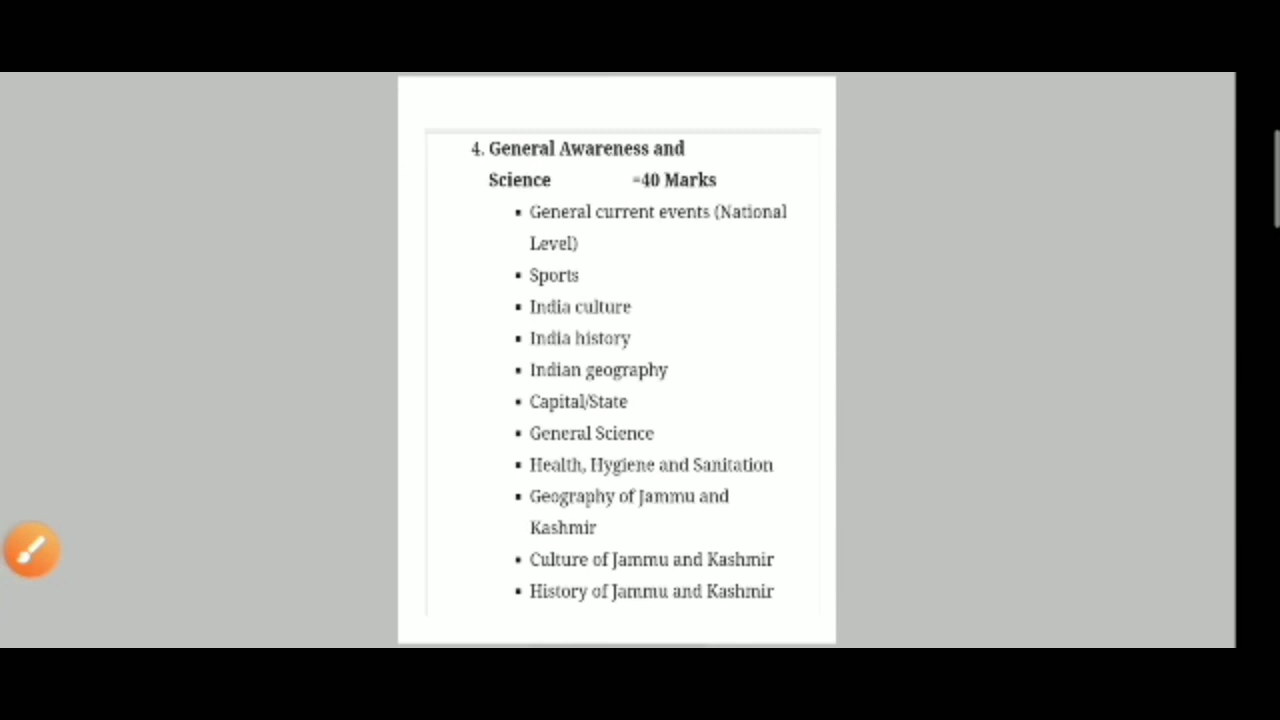 4. General Awareness and
Science =40 Marks
▪ General current events (National
Level)
▪ Sports
▪ India culture
▪ India history
▪ Indian geography
▪ Capital/State
▪ General Science
▪ Health, Hygiene and Sanitation
▪ Geography of Jammu and
Kashmir
▪ Culture of Jammu and Kashmir
▪ History of Jammu and Kashmir